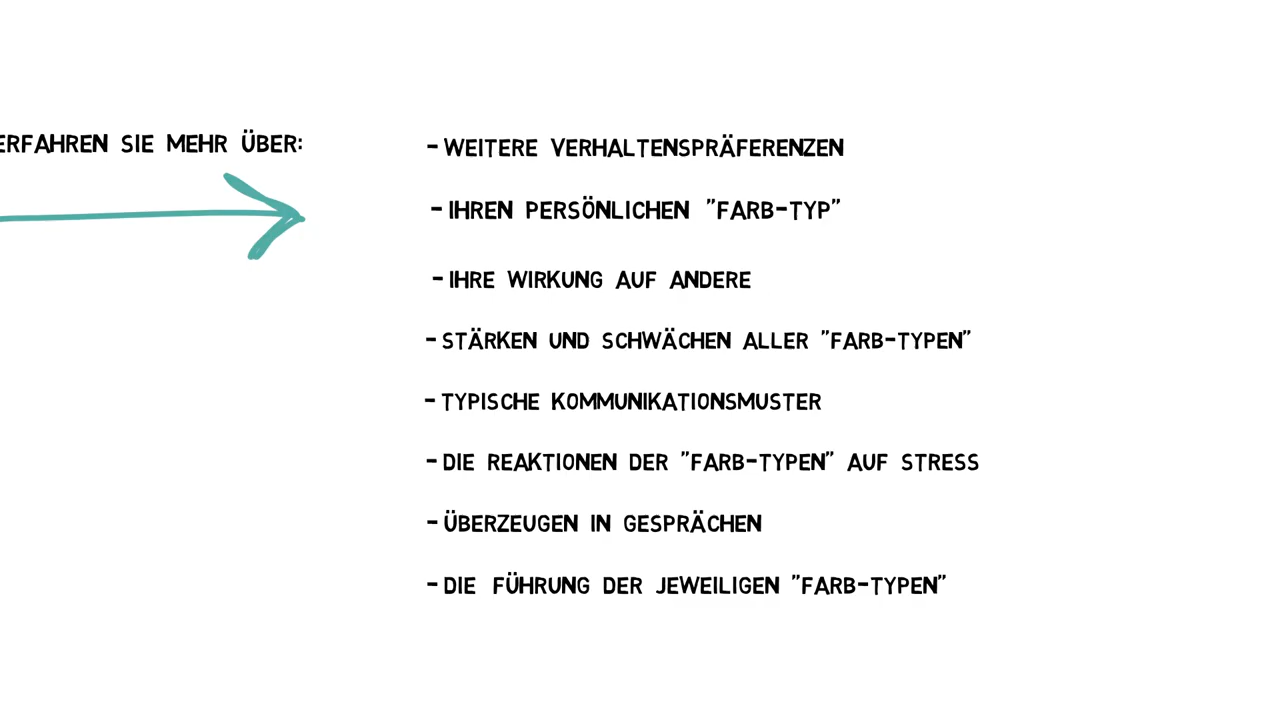 ERFAHREN SIE MEHR ÜBER:
- WEITERE VERHALTENSPRÄFERENZEN
- IHREN PERSÖNLICHEN "FARB-TYP"
- IHRE WIRKUNG AUF ANDERE
- STÄRKEN UND SCHWÄCHEN ALLER "FARB-TYPEN"
- TYPISCHE KOMMUNIKATIONSMUSTER
- DIE REAKTIONEN DER "FARB-TYPEN" AUF STRESS
- ÜBERZEUGEN IN GESPRÄCHEN
- DIE FÜHRUNG DER JEWEILIGEN "FARB-TYPEN"